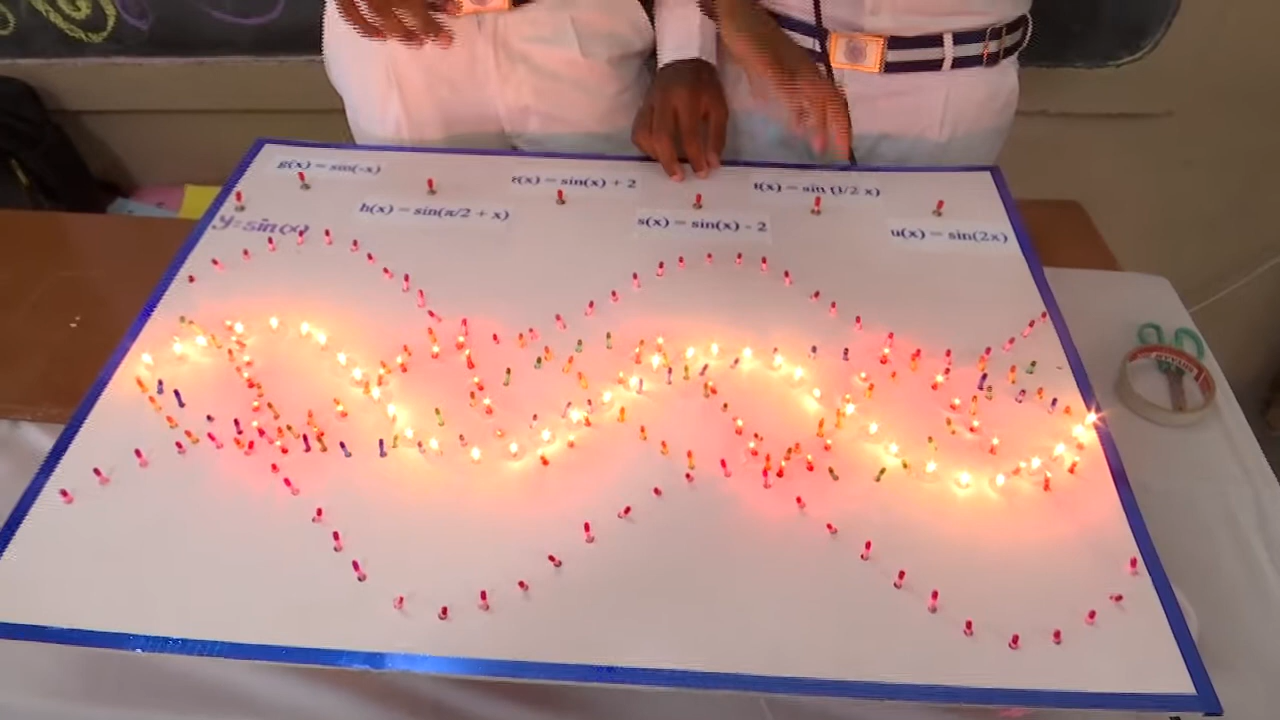 g(x) = sin(-x)
r(x) = sin(x) + 2
t(x) = sin (1/2 x)
y=sin(x)
h(x) = sin(π/2 + x)
s(x) = sin(x) - 2
u(x) = sin(2x)